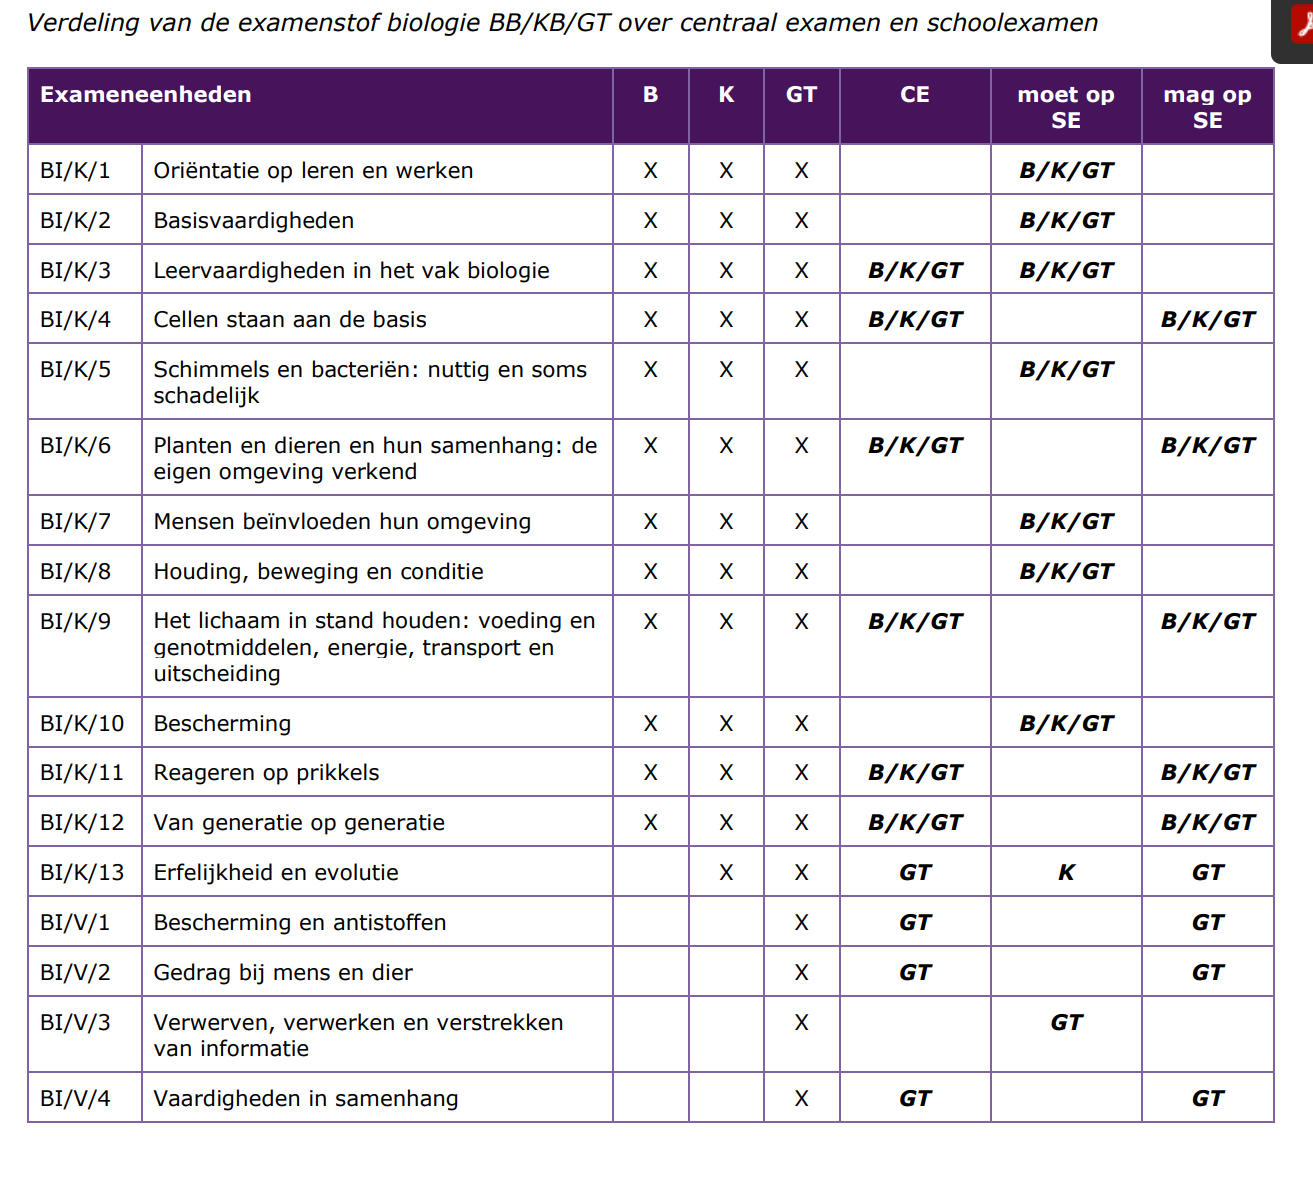 Verdeling van de examenstof biologie BB/KB/GT over centraal examen en schoolexamen
Exameneenheden B K GT CE moet op SE mag op SE
BI/K/1 Oriëntatie op leren en werken X X X B/K/GT
BI/K/2 Basisvaardigheden X X X B/K/GT
BI/K/3 Leervaardigheden in het vak biologie X X X B/K/GT B/K/GT
BI/K/4 Cellen staan aan de basis X X X B/K/GT B/K/GT
BI/K/5 Schimmels en bacteriën: nuttig en soms X X X B/K/GT
schadelijk
BI/K/6 Planten en dieren en hun samenhang: de X X X B/K/GT B/K/GT
eigen omgeving verkend
BI/K/7 Mensen beïnvloeden hun omgeving X X X B/K/GT
BI/K/8 Houding, beweging en conditie X X X B/K/GT
BI/K/9 Het lichaam in stand houden: voeding en X X X B/K/GT B/K/GT
genotmiddelen, energie, transport en
uitscheiding
BI/K/10 Bescherming X X X B/K/GT
BI/K/11 Reageren op prikkels X X X B/K/GT B/K/GT
BI/K/12 Van generatie op generatie X X X B/K/GT B/K/GT
BI/K/13 Erfelijkheid en evolutie X X GT K GT
BI/V/1 Bescherming en antistoffen X GT GT
BI/V/2 Gedrag bij mens en dier X GT GT
BI/V/3 Verwerven, verwerken en verstrekken X GT
van informatie
BI/V/4 Vaardigheden in samenhang X GT GT